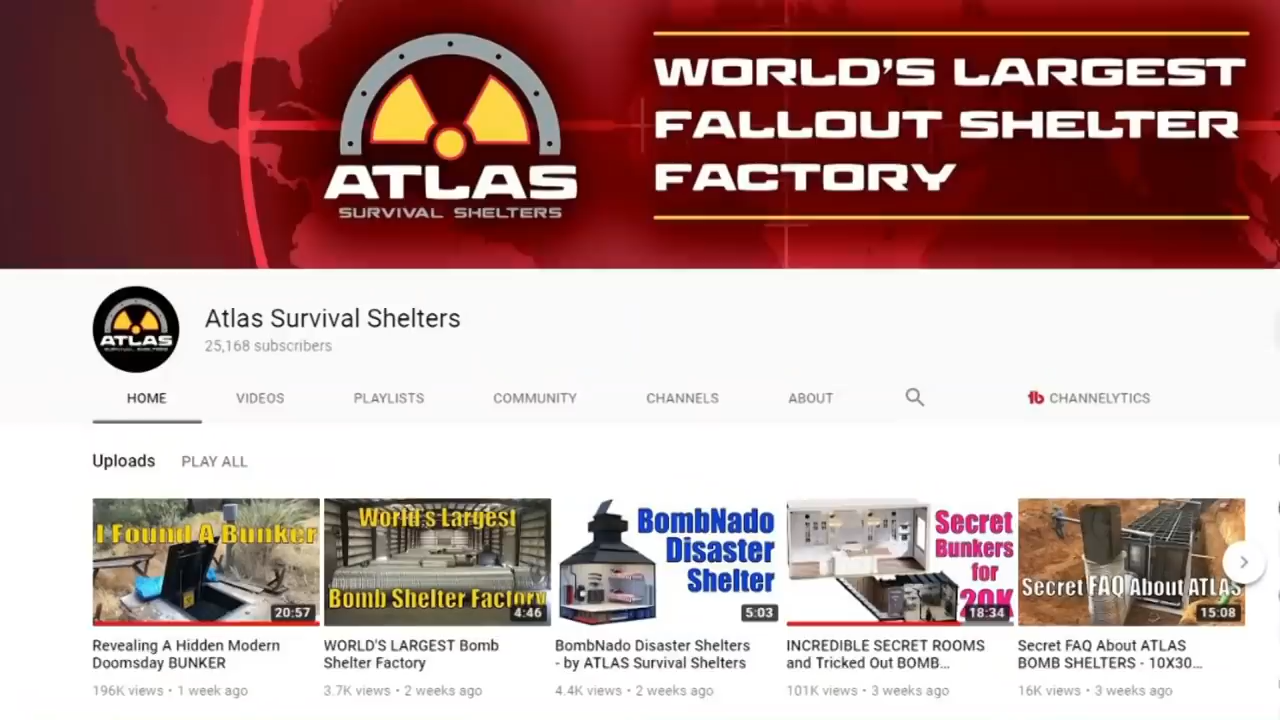 WORLD'S LARGEST
FALLOUT SHELTER
FACTORY
ATLAS
SURVIVAL SHELTERS
ATLAS
SURVIVAL SHELTERS
Atlas Survival Shelters
25,168 subscribers
HOME VIDEOS PLAYLISTS COMMUNITY CHANNELS ABOUT CHANNELYTICS
Uploads PLAY ALL
I Found A Bunker
20:57
World's Largest
Bomb Shelter Factory
4:46
BombNado
Disaster
Shelter
5:03
Secret
Bunkers
for
20K
18:34
Secret FAQ About ATLAS
15:08
Revealing A Hidden Modern
Doomsday BUNKER
196K views • 1 week ago
WORLD'S LARGEST Bomb
Shelter Factory
3.7K views • 2 weeks ago
BombNado Disaster Shelters
- by ATLAS Survival Shelters
4.4K views • 2 weeks ago
INCREDIBLE SECRET ROOMS
and Tricked Out BOMB...
101K views • 3 weeks ago
Secret FAQ About ATLAS
BOMB SHELTERS - 10X30...
16K views • 3 weeks ago